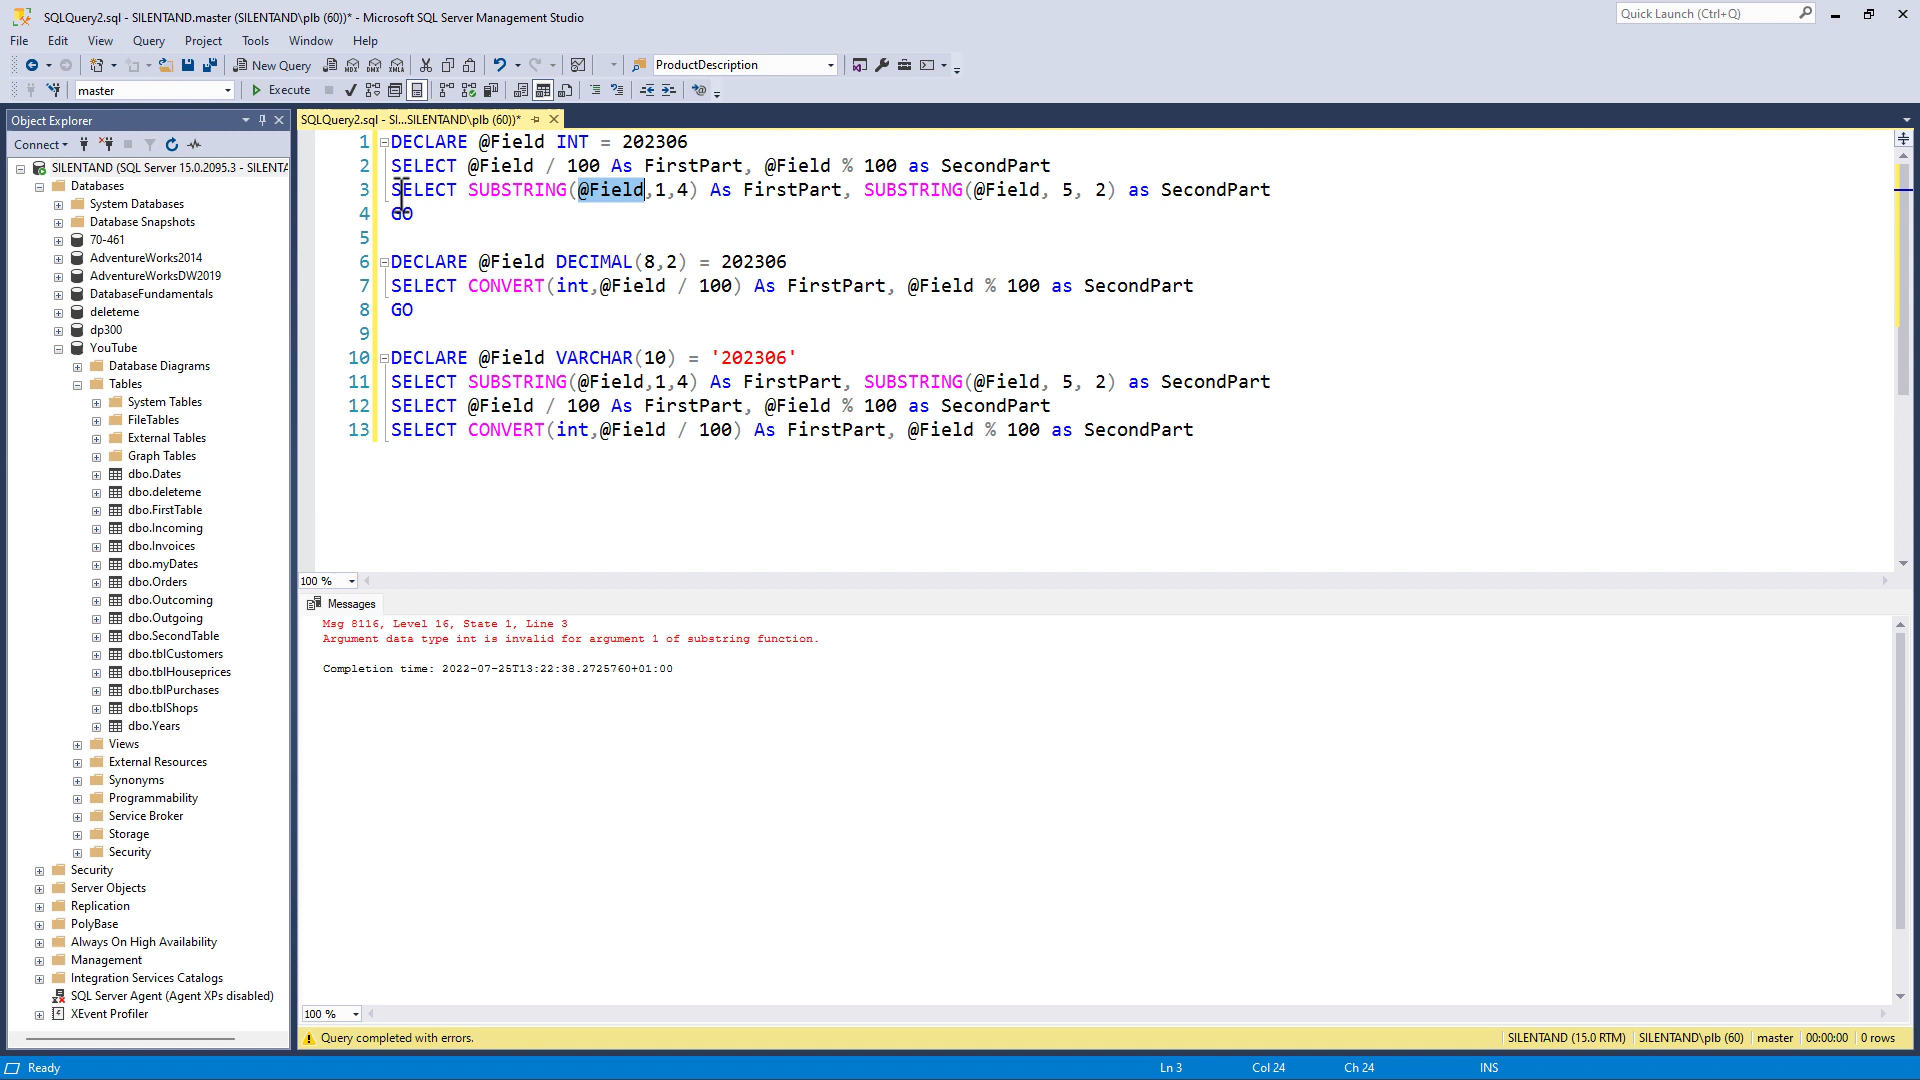 SQLQuery2.sql - SILENTAND.master (SILENTAND\plb (60))* - Microsoft SQL Server Management Studio
Quick Launch (Ctrl+Q)
File Edit View Query Project Tools Window Help
New Query
MDX DMX XMLA
ProductDescription
master
Execute
Object Explorer
Connect
SILENTAND (SQL Server 15.0.2095.3 - SILENTA
Databases
System Databases
Database Snapshots
70-461
AdventureWorks2014
AdventureWorksDW2019
DatabaseFundamentals
deleteme
dp300
YouTube
Database Diagrams
Tables
System Tables
FileTables
External Tables
Graph Tables
dbo.Dates
dbo.deleteme
dbo.FirstTable
dbo.Incoming
dbo.Invoices
dbo.myDates
dbo.Orders
dbo.Outcoming
dbo.Outgoing
dbo.SecondTable
dbo.tblCustomers
dbo.tblHouseprices
dbo.tblPurchases
dbo.tblShops
dbo.Years
Views
External Resources
Synonyms
Programmability
Service Broker
Storage
Security
Security
Server Objects
Replication
PolyBase
Always On High Availability
Management
Integration Services Catalogs
SQL Server Agent (Agent XPs disabled)
XEvent Profiler
SQLQuery2.sql - SI...SILENTAND\plb (60))*
1 DECLARE @Field INT = 202306
2 SELECT @Field / 100 As FirstPart, @Field % 100 as SecondPart
3 SELECT SUBSTRING(@Field,1,4) As FirstPart, SUBSTRING(@Field, 5, 2) as SecondPart
4 GO
5
6 DECLARE @Field DECIMAL(8,2) = 202306
7 SELECT CONVERT(int,@Field / 100) As FirstPart, @Field % 100 as SecondPart
8 GO
9
10 DECLARE @Field VARCHAR(10) = '202306'
11 SELECT SUBSTRING(@Field,1,4) As FirstPart, SUBSTRING(@Field, 5, 2) as SecondPart
12 SELECT @Field / 100 As FirstPart, @Field % 100 as SecondPart
13 SELECT CONVERT(int,@Field / 100) As FirstPart, @Field % 100 as SecondPart
100 %
Messages
Msg 8116, Level 16, State 1, Line 3
Argument data type int is invalid for argument 1 of substring function.
Completion time: 2022-07-25T13:22:38.2725760+01:00
100 %
Query completed with errors.
SILENTAND (15.0 RTM) SILENTAND\plb (60) master 00:00:00 0 rows
Ready
Ln 3 Col 24 Ch 24 INS